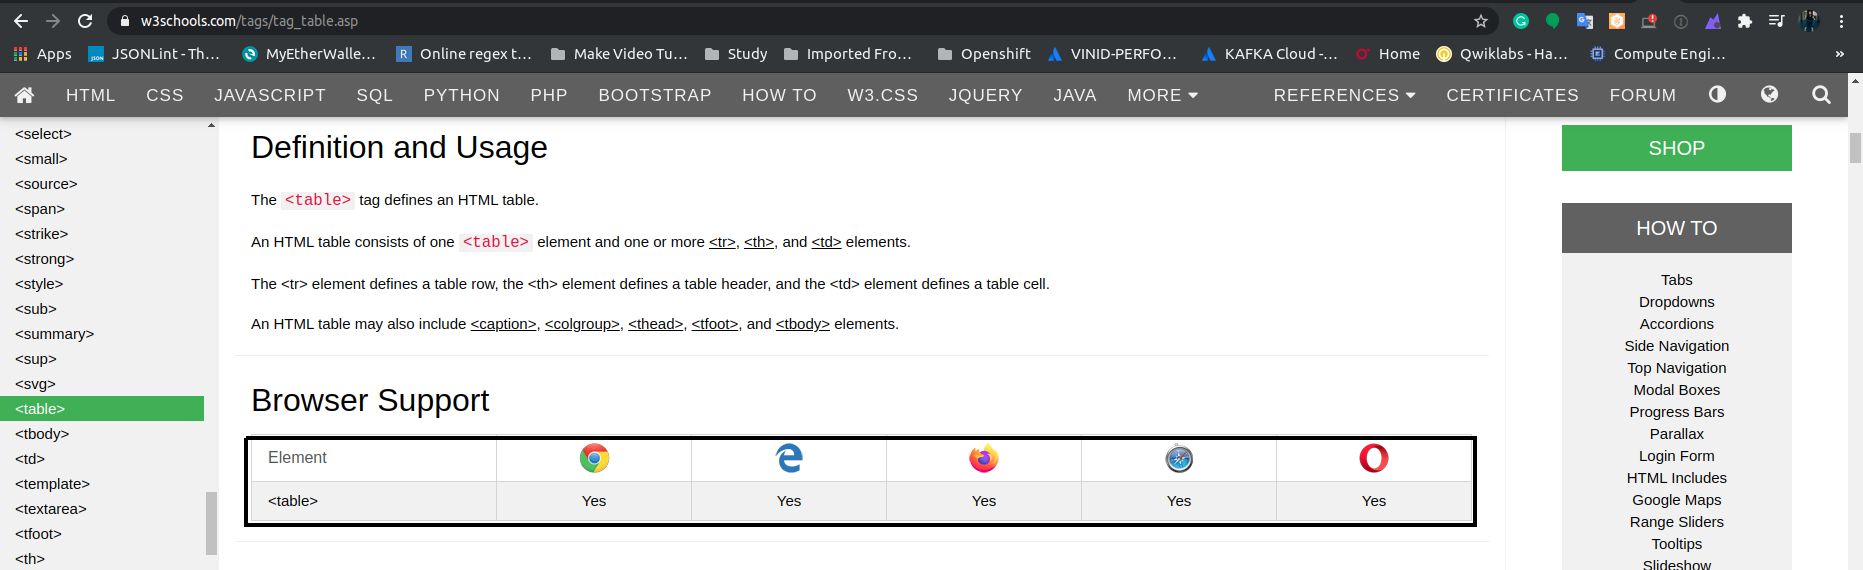 w3schools.com/tags/tag_table.asp
Apps JSONLint - Th... MyEtherWalle... Online regex t... Make Video Tu... Study Imported Fro... Openshift VINID-PERFO... KAFKA Cloud -... Home Qwiklabs - Ha... Compute Engi... »
HTML CSS JAVASCRIPT SQL PYTHON PHP BOOTSTRAP HOW TO W3.CSS JQUERY JAVA MORE REFERENCES CERTIFICATES FORUM
<select>
<small>
<source>
<span>
<strike>
<strong>
<style>
<sub>
<summary>
<sup>
<svg>
<table>
<tbody>
<td>
<template>
<textarea>
<tfoot>
<th>
Definition and Usage
The <table> tag defines an HTML table.
An HTML table consists of one <table> element and one or more <tr>, <th>, and <td> elements.
The <tr> element defines a table row, the <th> element defines a table header, and the <td> element defines a table cell.
An HTML table may also include <caption>, <colgroup>, <thead>, <tfoot>, and <tbody> elements.
Browser Support
Element
<table> Yes Yes Yes Yes Yes
SHOP
HOW TO
Tabs
Dropdowns
Accordions
Side Navigation
Top Navigation
Modal Boxes
Progress Bars
Parallax
Login Form
HTML Includes
Google Maps
Range Sliders
Tooltips
Slideshow